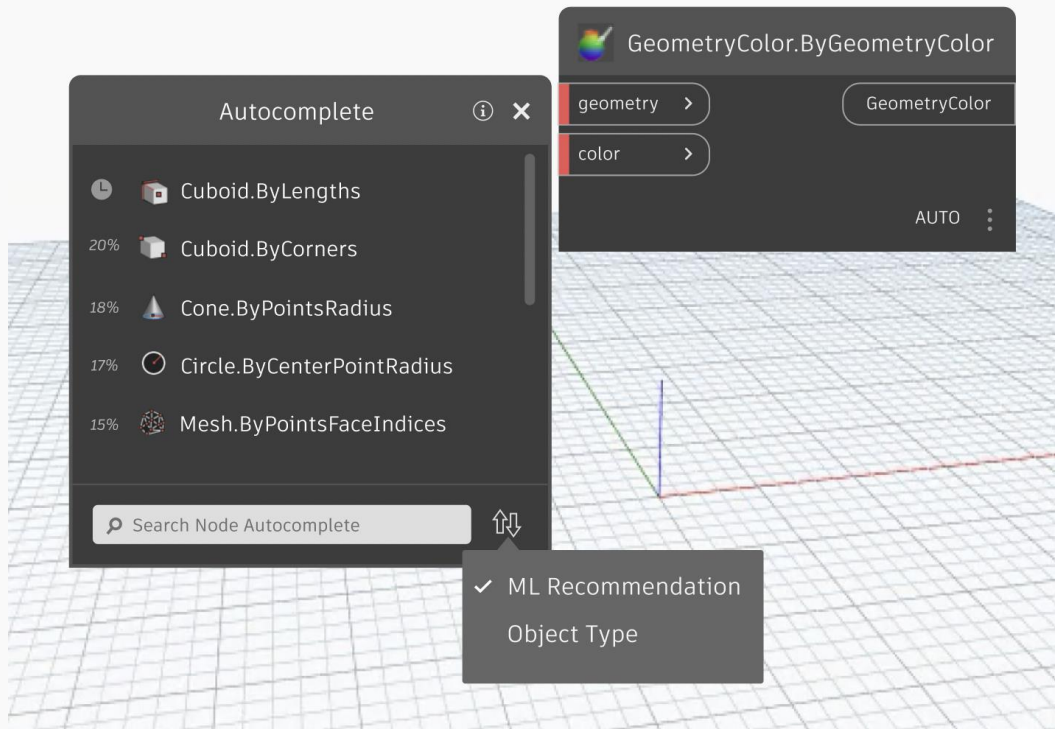 GeometryColor.ByGeometryColor
geometry
GeometryColor
color
AUTO
Autocomplete
Cuboid.ByLengths
20% Cuboid.ByCorners
18% Cone.ByPointsRadius
17% Circle.ByCenterPointRadius
15% Mesh.ByPointsFaceIndices
Search Node Autocomplete
ML Recommendation
Object Type